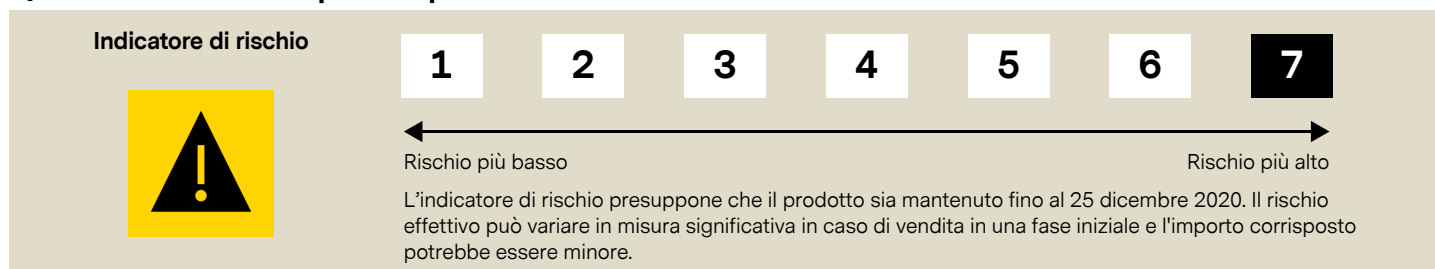 Indicatore di rischio
1 2 3 4 5 6 7
Rischio più basso Rischio più alto
L'indicatore di rischio presuppone che il prodotto sia mantenuto fino al 25 dicembre 2020. Il rischio
effettivo può variare in misura significativa in caso di vendita in una fase iniziale e l'importo corrisposto
potrebbe essere minore.